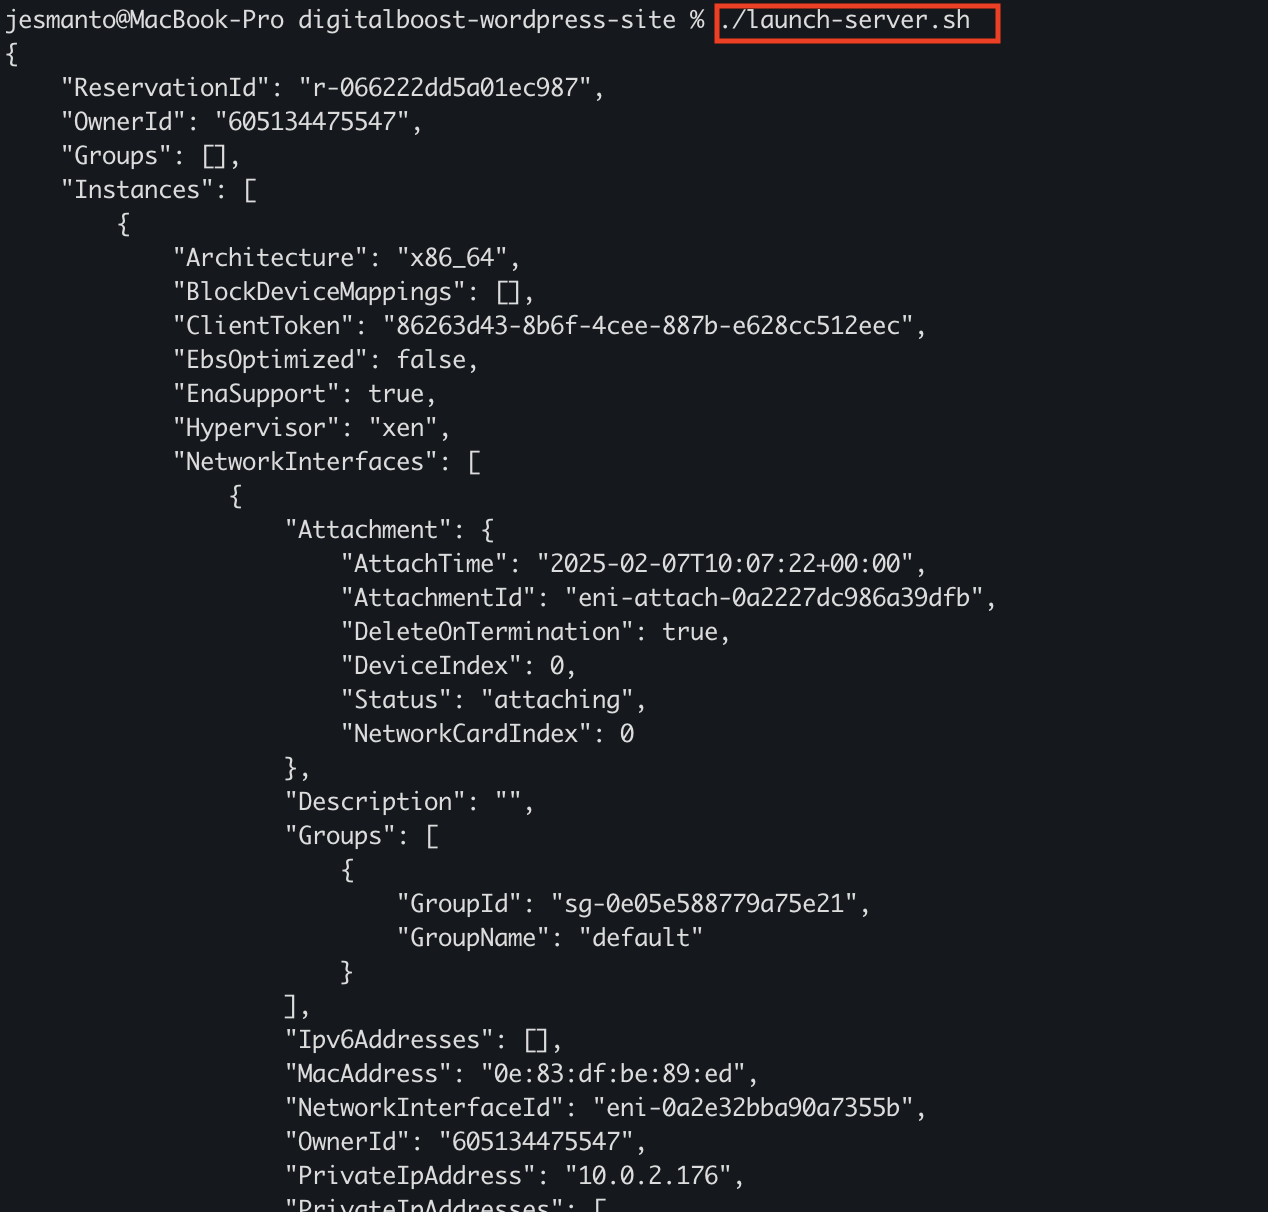 jesmanto@MacBook-Pro digitalboost-wordpress-site % ./launch-server.sh
{
    "ReservationId": "r-066222dd5a01ec987",
    "OwnerId": "605134475547",
    "Groups": [],
    "Instances": [
        {
            "Architecture": "x86_64",
            "BlockDeviceMappings": [],
            "ClientToken": "86263d43-8b6f-4cee-887b-e628cc512eec",
            "EbsOptimized": false,
            "EnaSupport": true,
            "Hypervisor": "xen",
            "NetworkInterfaces": [
                {
                    "Attachment": {
                        "AttachTime": "2025-02-07T10:07:22+00:00",
                        "AttachmentId": "eni-attach-0a2227dc986a39dfb",
                        "DeleteOnTermination": true,
                        "DeviceIndex": 0,
                        "Status": "attaching",
                        "NetworkCardIndex": 0
                    },
                    "Description": "",
                    "Groups": [
                        {
                            "GroupId": "sg-0e05e588779a75e21",
                            "GroupName": "default"
                        }
                    ],
                    "Ipv6Addresses": [],
                    "MacAddress": "0e:83:df:be:89:ed",
                    "NetworkInterfaceId": "eni-0a2e32bba90a7355b",
                    "OwnerId": "605134475547",
                    "PrivateIpAddress": "10.0.2.176",
                    "PrivateIpAddresses": [